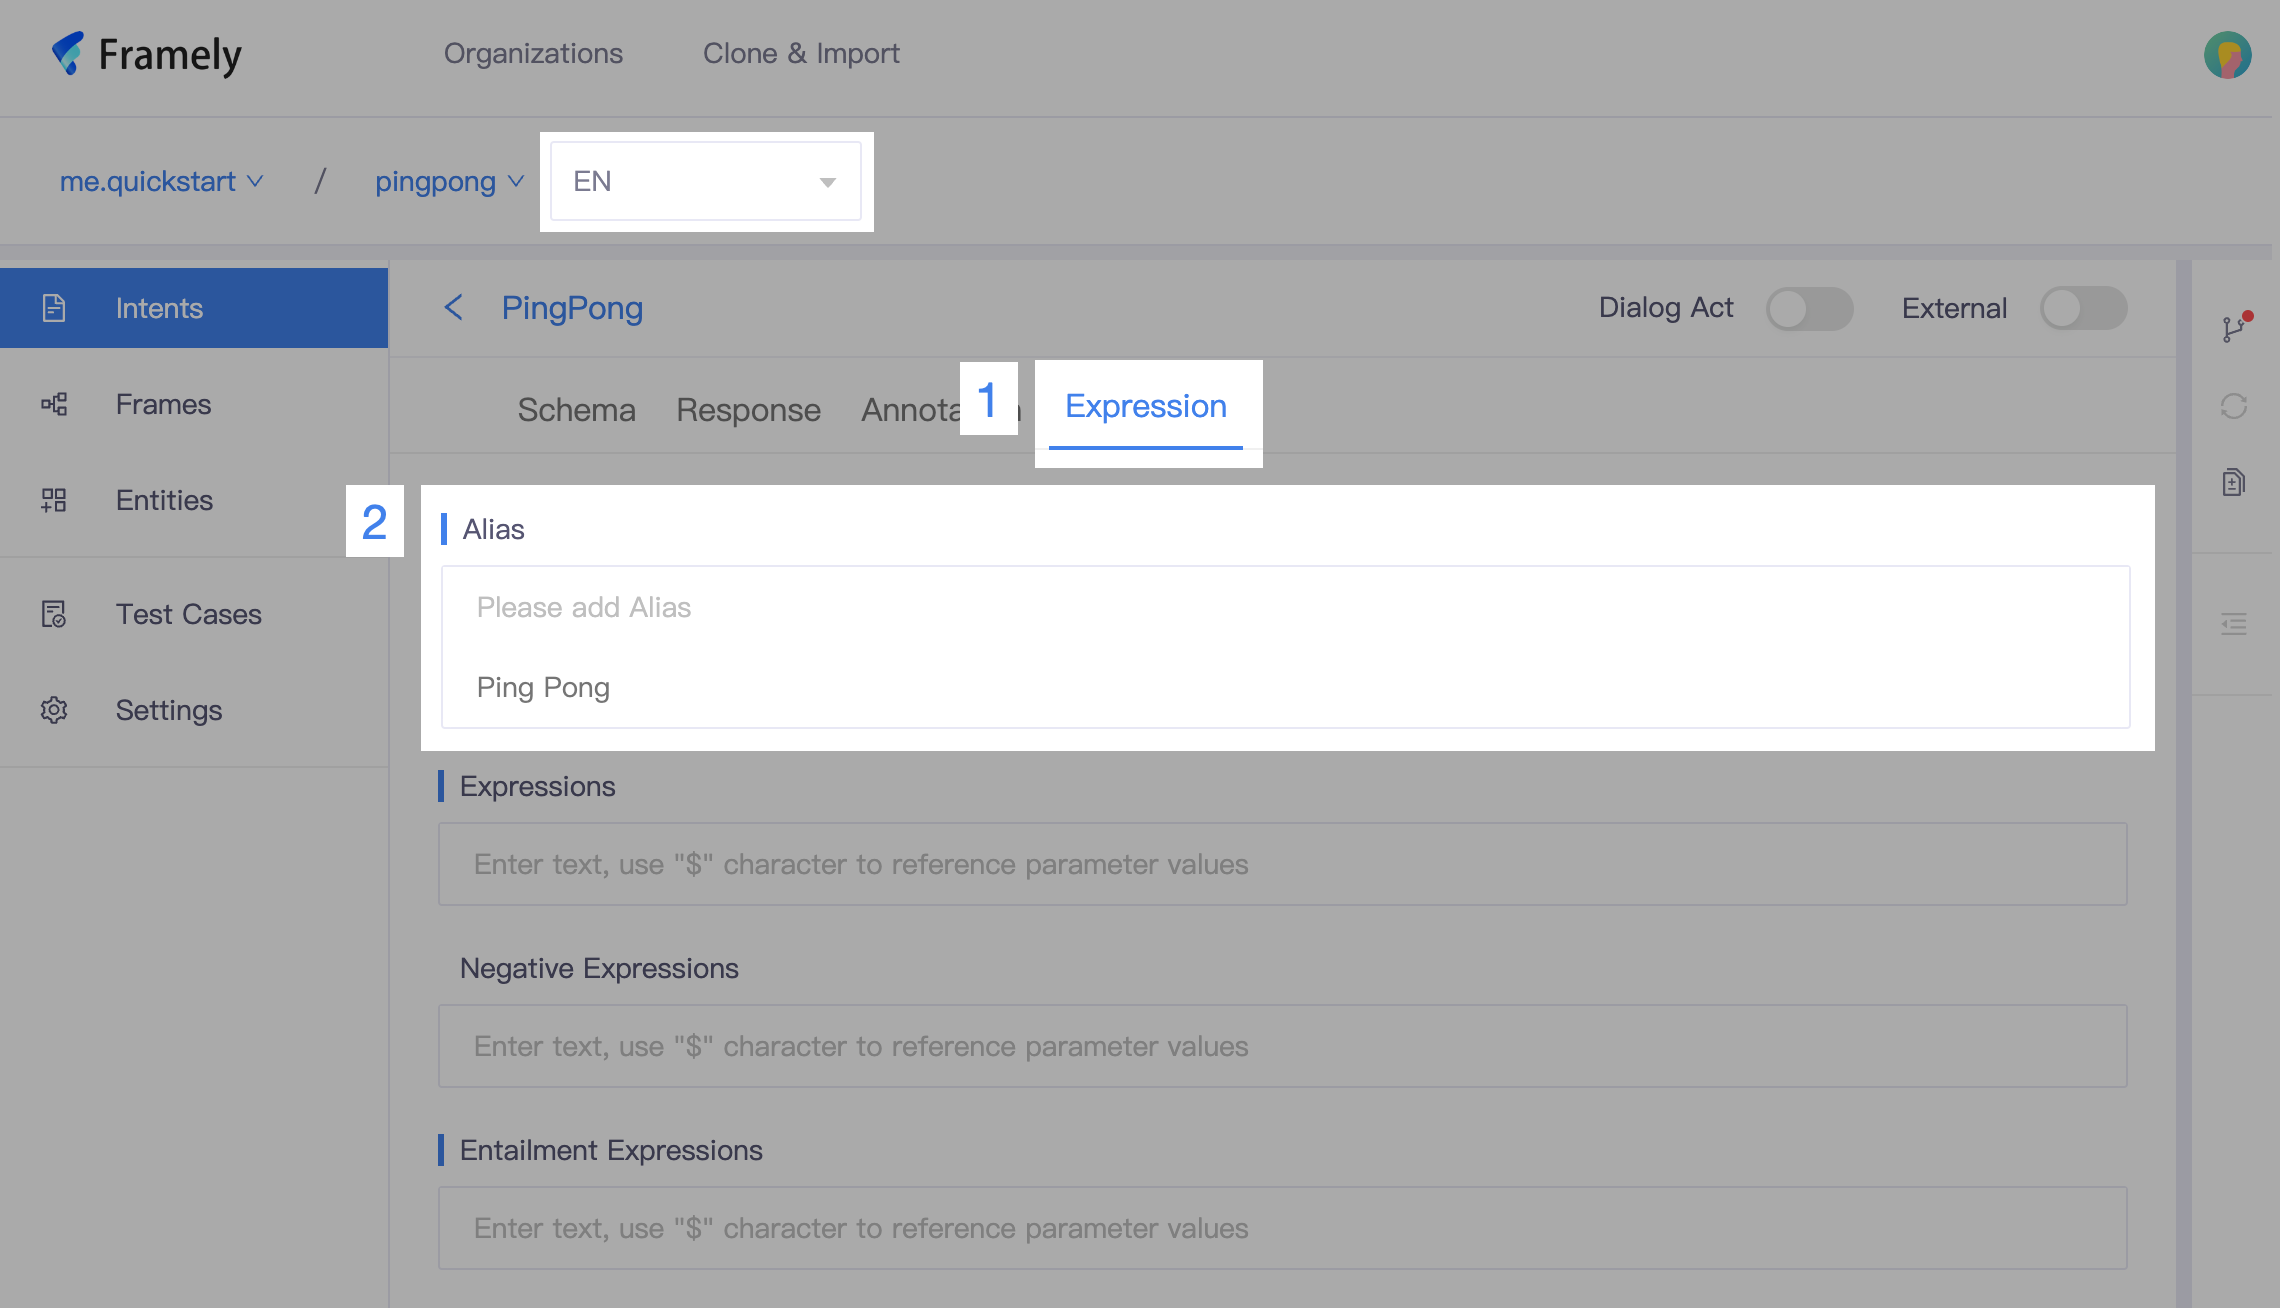 Framely
Organizations
Clone & Import
me.quickstart
/
pingpong
EN
Intents
Frames
Entities
Test Cases
Settings
PingPong
Dialog Act
External
Schema
Response
1
Expression
2
Alias
Please add Alias
Ping Pong
Expressions
Enter text, use "$" character to reference parameter values
Negative Expressions
Enter text, use "$" character to reference parameter values
Entailment Expressions
Enter text, use "$" character to reference parameter values